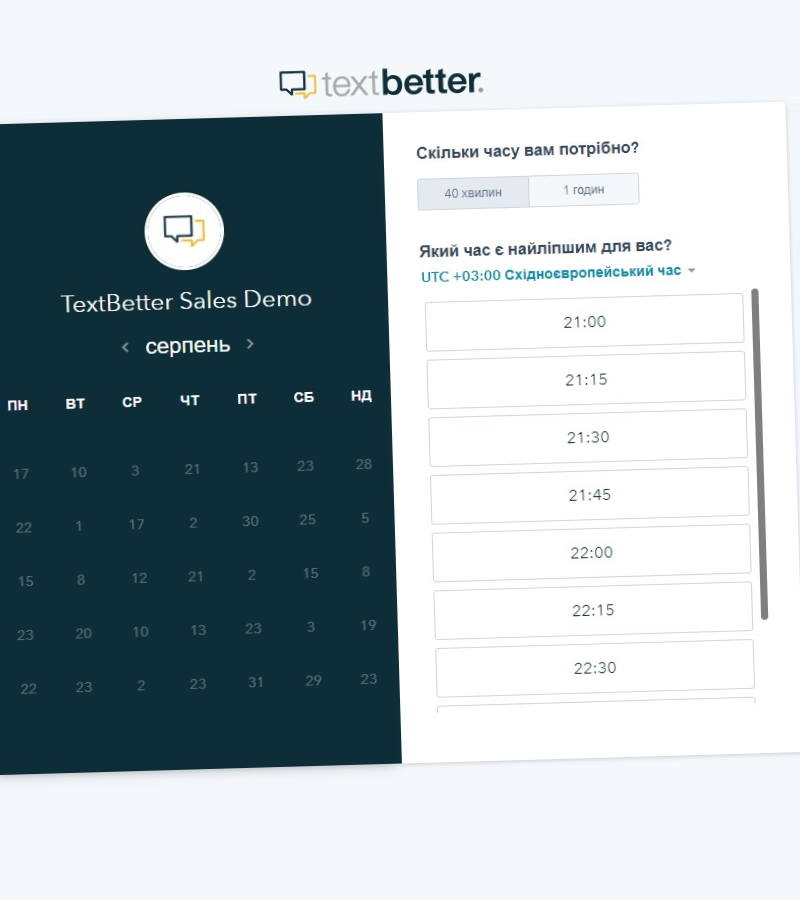 textbetter.
TextBetter Sales Demo
серпень
ПН ВТ СР ЧТ ПТ СБ НД
17 10 3 21 13 23 28
22 1 17 2 30 25 5
15 8 12 21 2 15 8
23 20 10 13 23 3 19
22 23 2 23 31 29 23
Скільки часу вам потрібно?
40 хвилин 1 годин
Який час є найліпшим для вас?
UTC +03:00 Східноєвропейський час
21:00
21:15
21:30
21:45
22:00
22:15
22:30